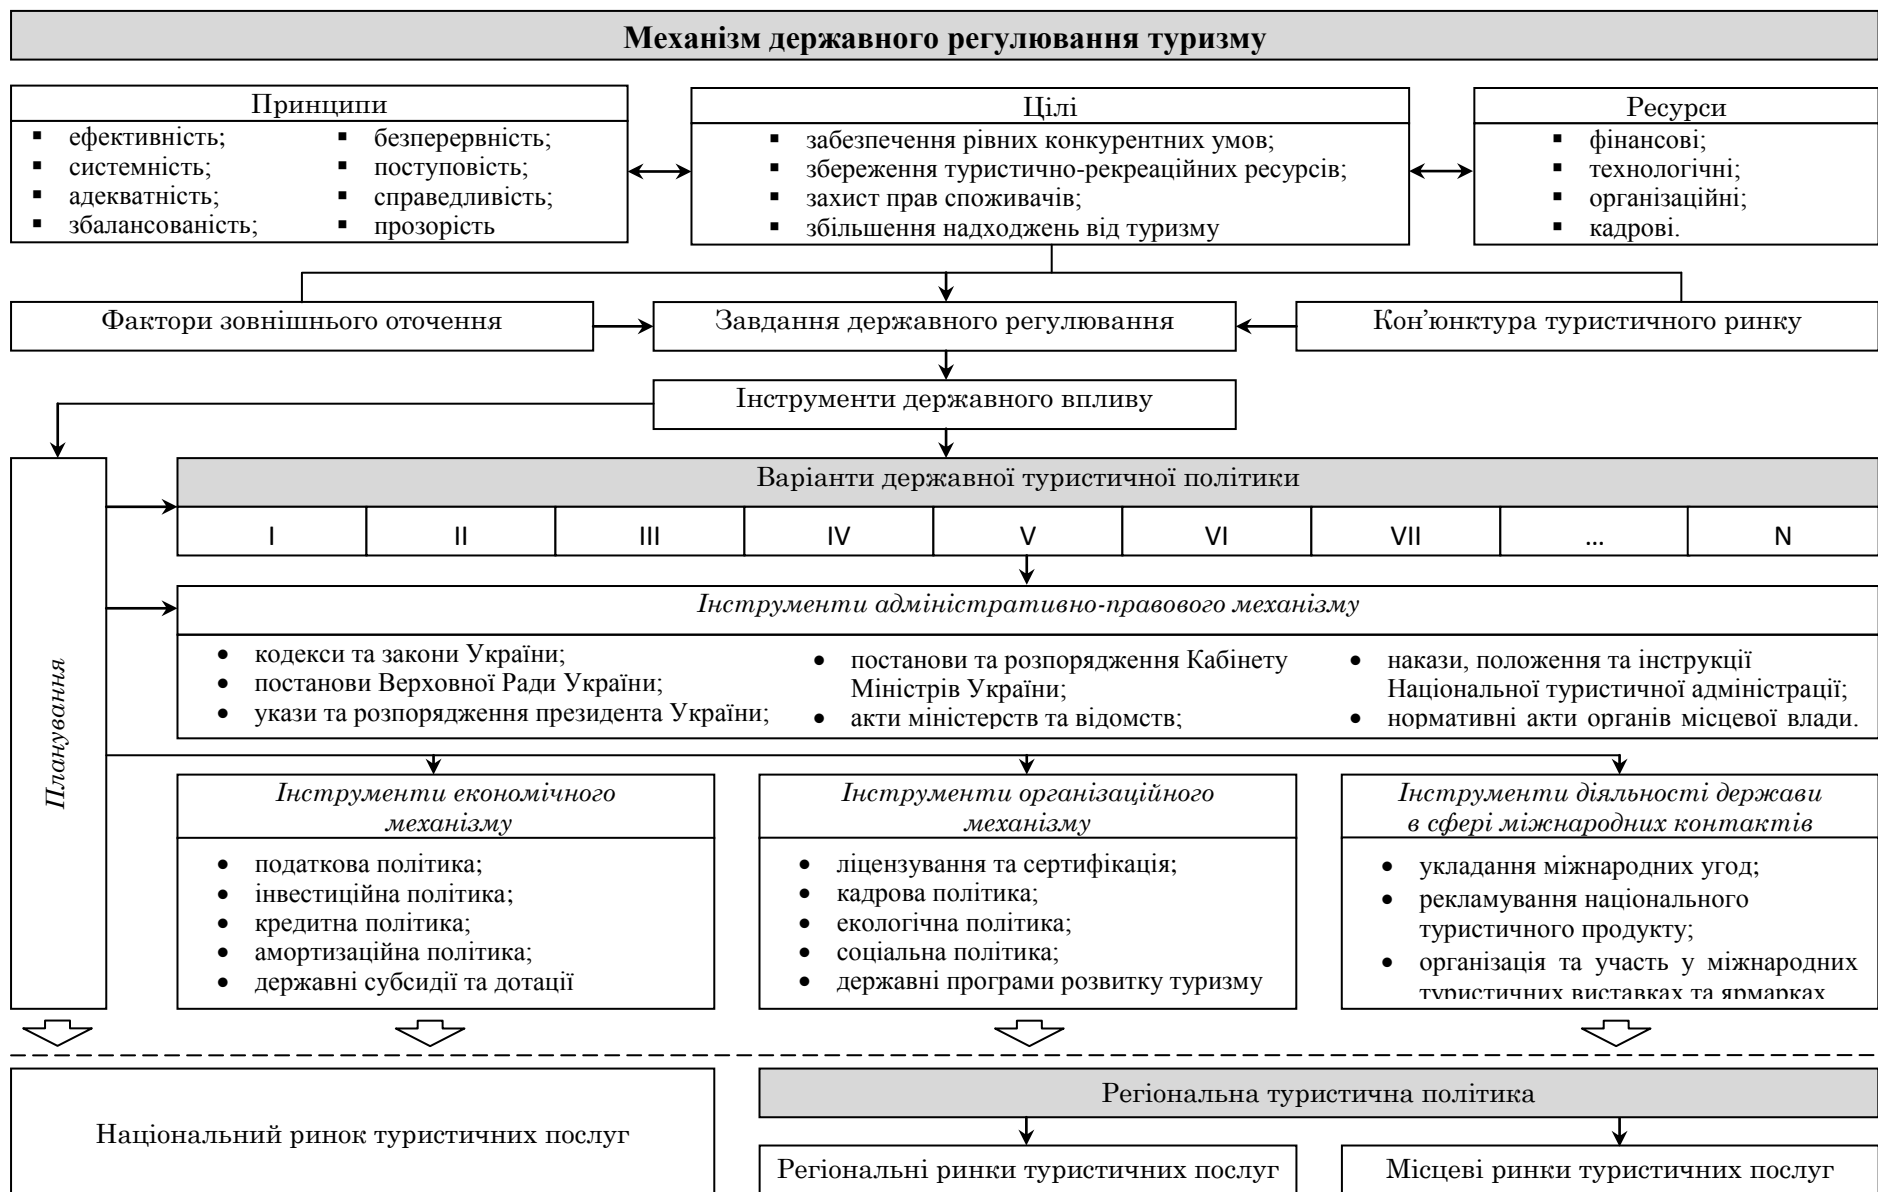 Механізм державного регулювання туризму
Принципи
▪ ефективність;
▪ системність;
▪ адекватність;
▪ збалансованість;
▪ безперервність;
▪ поступовість;
▪ справедливість;
▪ прозорість
Цілі
▪ забезпечення рівних конкурентних умов;
▪ збереження туристично-рекреаційних ресурсів;
▪ захист прав споживачів;
▪ збільшення надходжень від туризму
Ресурси
▪ фінансові;
▪ технологічні;
▪ організаційні;
▪ кадрові.
Фактори зовнішнього оточення
Завдання державного регулювання
Кон’юнктура туристичного ринку
Інструменти державного впливу
Планування
Варіанти державної туристичної політики
I II III IV V VI VII ... N
Інструменти адміністративно-правового механізму
• кодекси та закони України;
• постанови Верховної Ради України;
• укази та розпорядження президента України;
• постанови та розпорядження Кабінету
Міністрів України;
• акти міністерств та відомств;
• накази, положення та інструкції
Національної туристичної адміністрації;
• нормативні акти органів місцевої влади.
Інструменти економічного
механізму
• податкова політика;
• інвестиційна політика;
• кредитна політика;
• амортизаційна політика;
• державні субсидії та дотації
Інструменти організаційного
механізму
• ліцензування та сертифікація;
• кадрова політика;
• екологічна політика;
• соціальна політика;
• державні програми розвитку туризму
Інструменти діяльності держави
в сфері міжнародних контактів
• укладання міжнародних угод;
• рекламування національного
туристичного продукту;
• організація та участь у міжнародних
туристичних виставках та ярмарках
Національний ринок туристичних послуг
Регіональна туристична політика
Регіональні ринки туристичних послуг
Місцеві ринки туристичних послуг